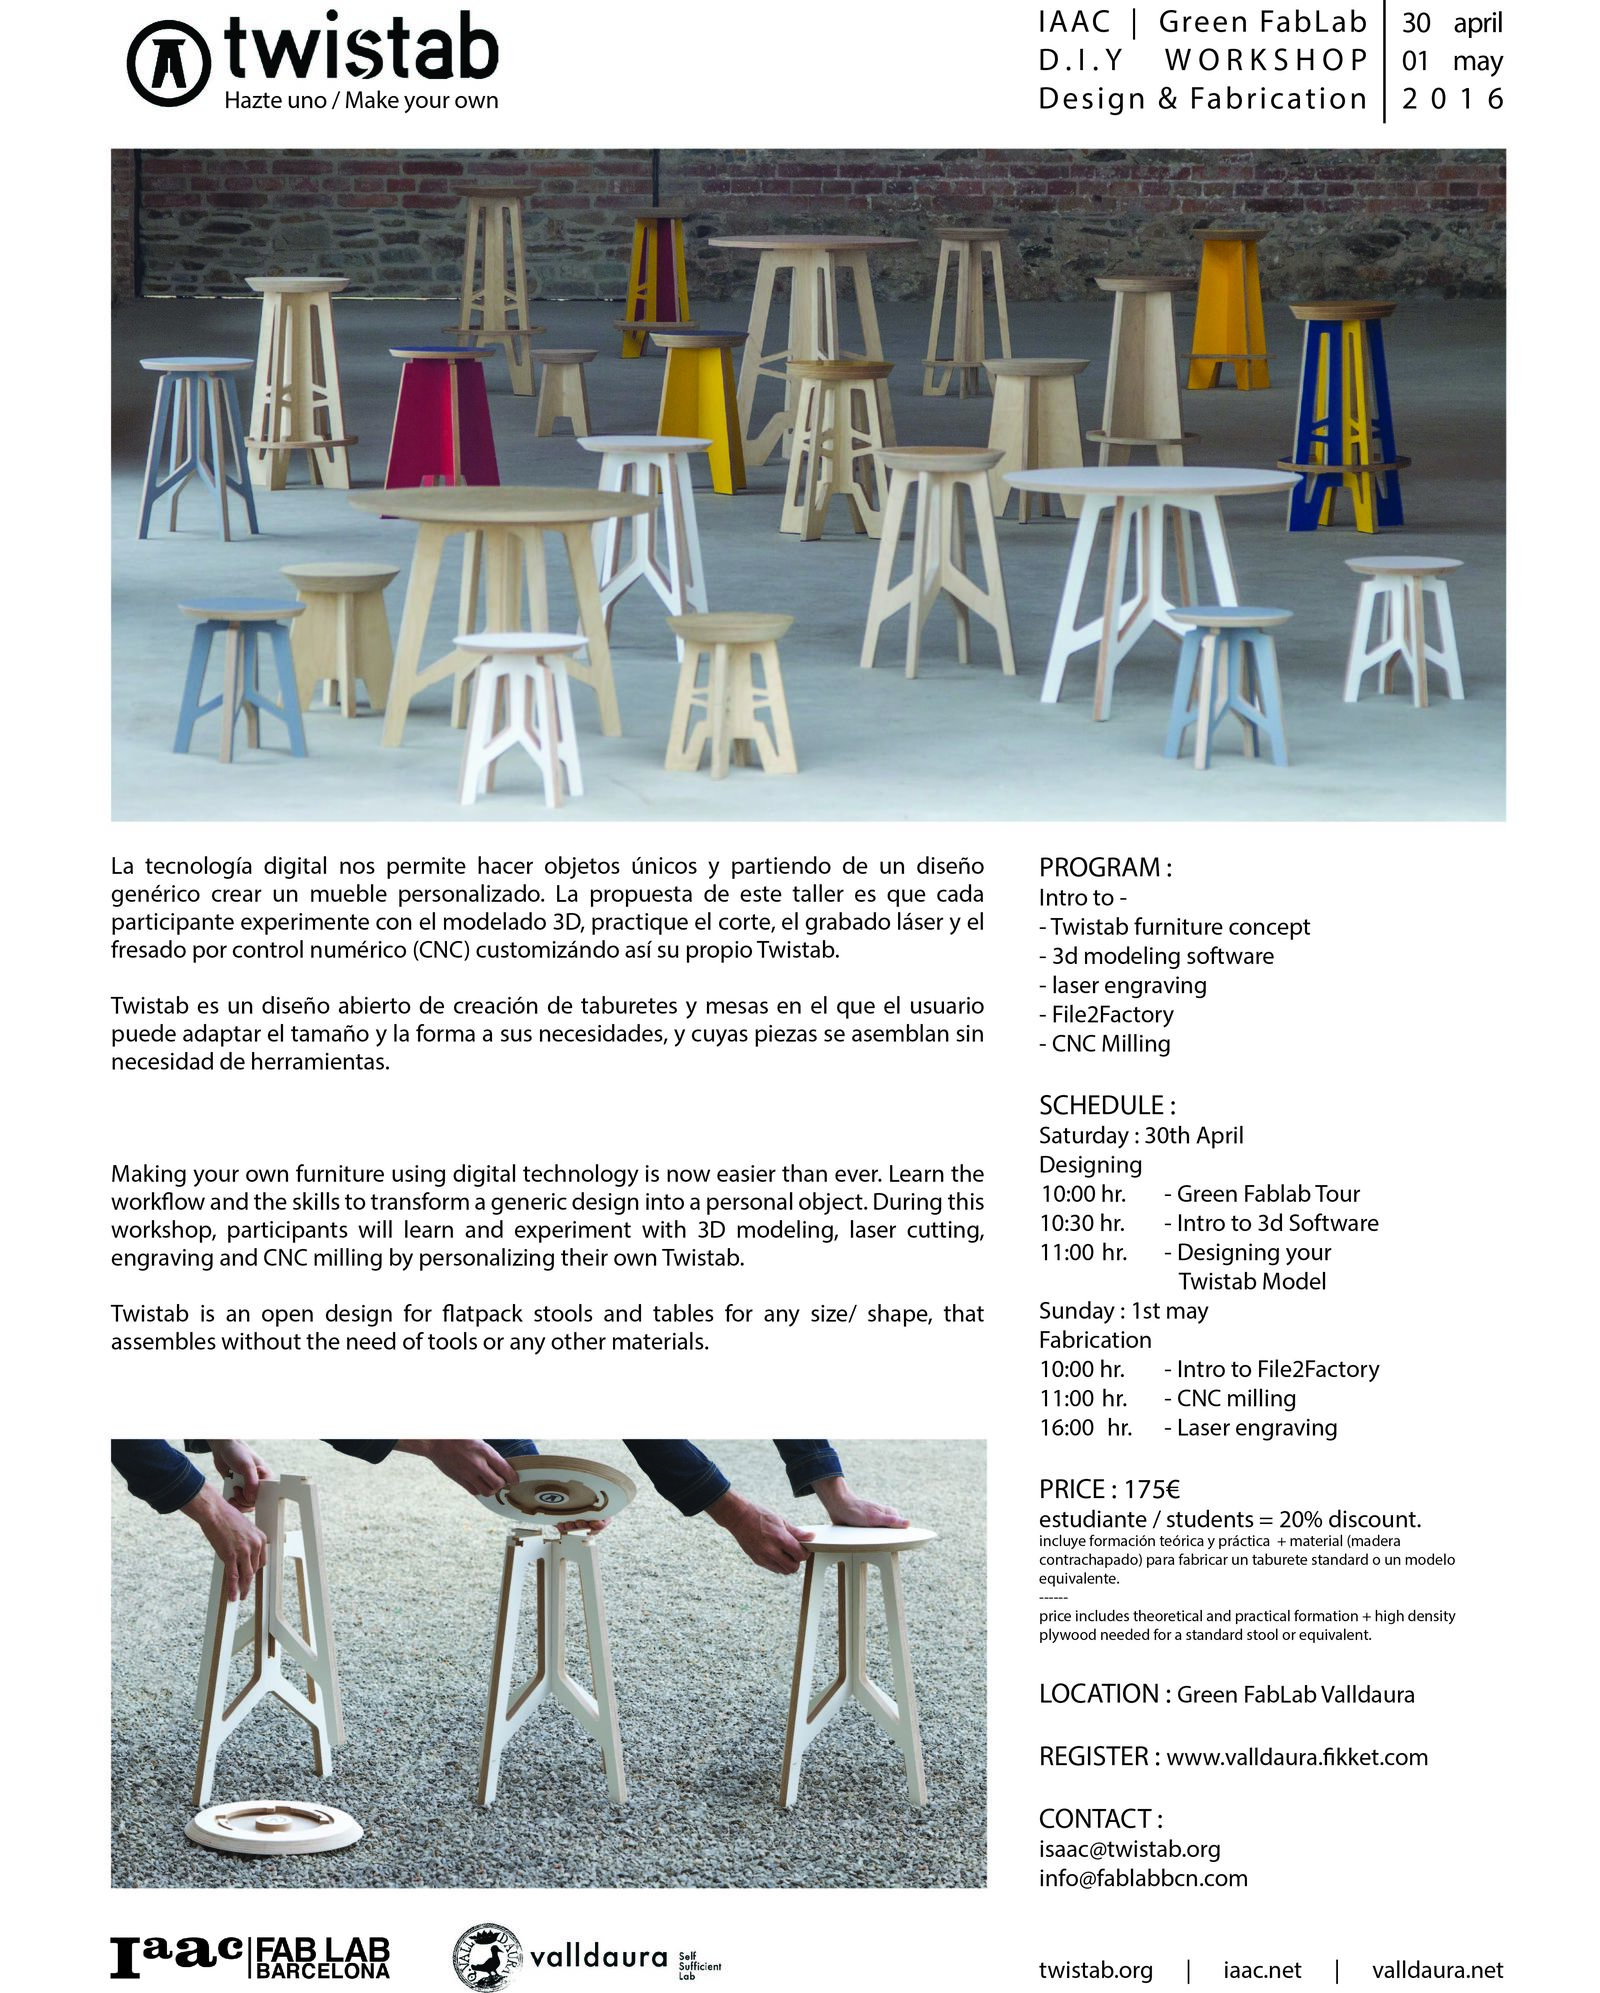 twistab
Hazte uno / Make your own
IAAC | Green FabLab
D.I.Y WORKSHOP
Design & Fabrication
30 april
01 may
2016
La tecnología digital nos permite hacer objetos únicos y partiendo de un diseño
genérico crear un mueble personalizado. La propuesta de este taller es que cada
participante experimente con el modelado 3D, practique el corte, el grabado láser y el
fresado por control numérico (CNC) customizándo así su propio Twistab.
Twistab es un diseño abierto de creación de taburetes y mesas en el que el usuario
puede adaptar el tamaño y la forma a sus necesidades, y cuyas piezas se asemblan sin
necesidad de herramientas.
Making your own furniture using digital technology is now easier than ever. Learn the
workflow and the skills to transform a generic design into a personal object. During this
workshop, participants will learn and experiment with 3D modeling, laser cutting,
engraving and CNC milling by personalizing their own Twistab.
Twistab is an open design for flatpack stools and tables for any size/ shape, that
assembles without the need of tools or any other materials.
PROGRAM :
Intro to -
- Twistab furniture concept
- 3d modeling software
- laser engraving
- File2Factory
- CNC Milling
SCHEDULE :
Saturday : 30th April
Designing
10:00 hr. - Green Fablab Tour
10:30 hr. - Intro to 3d Software
11:00 hr. - Designing your
Twistab Model
Sunday : 1st may
Fabrication
10:00 hr. - Intro to File2Factory
11:00 hr. - CNC milling
16:00 hr. - Laser engraving
PRICE : 175€
estudiante / students = 20% discount.
incluye formación teórica y práctica + material (madera
contrachapado) para fabricar un taburete standard o un modelo
equivalente.
------
price includes theoretical and practical formation + high density
plywood needed for a standard stool or equivalent.
LOCATION : Green FabLab Valldaura
REGISTER : www.valldaura.fikket.com
CONTACT :
isaac@twistab.org
info@fablabbcn.com
Iaac | FAB LAB
BARCELONA
VALLDAURA
valldaura
Self
Sufficient
Lab
twistab.org | iaac.net | valldaura.net